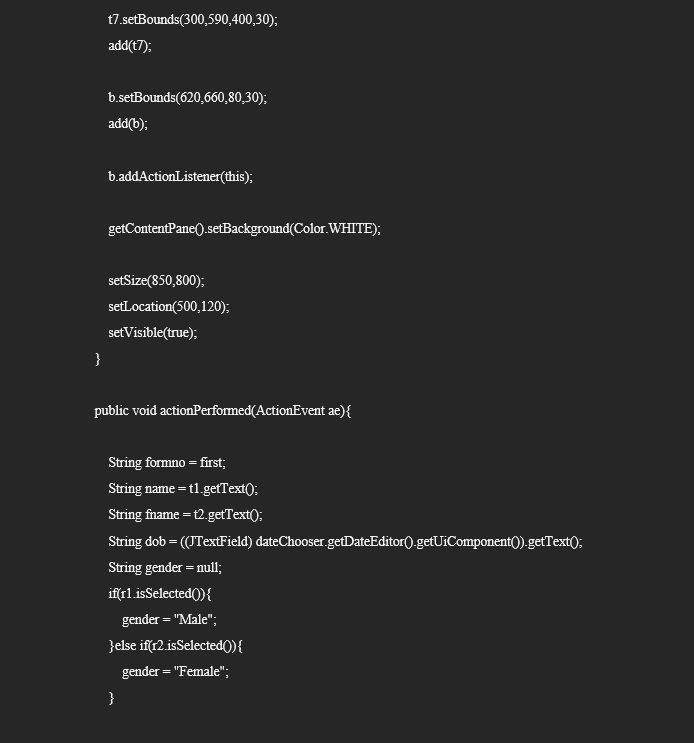 t7.setBounds(300,590,400,30);
add(t7);
b.setBounds(620,660,80,30);
add(b);
b.addActionListener(this);
getContentPane().setBackground(Color.WHITE);
setSize(850,800);
setLocation(500,120);
setVisible(true);
}
public void actionPerformed(ActionEvent ae){
String formno = first;
String name = t1.getText();
String fname = t2.getText();
String dob = ((JTextField) dateChooser.getDateEditor().getUiComponent()).getText();
String gender = null;
if(r1.isSelected()){
gender = "Male";
}else if(r2.isSelected()){
gender = "Female";
}